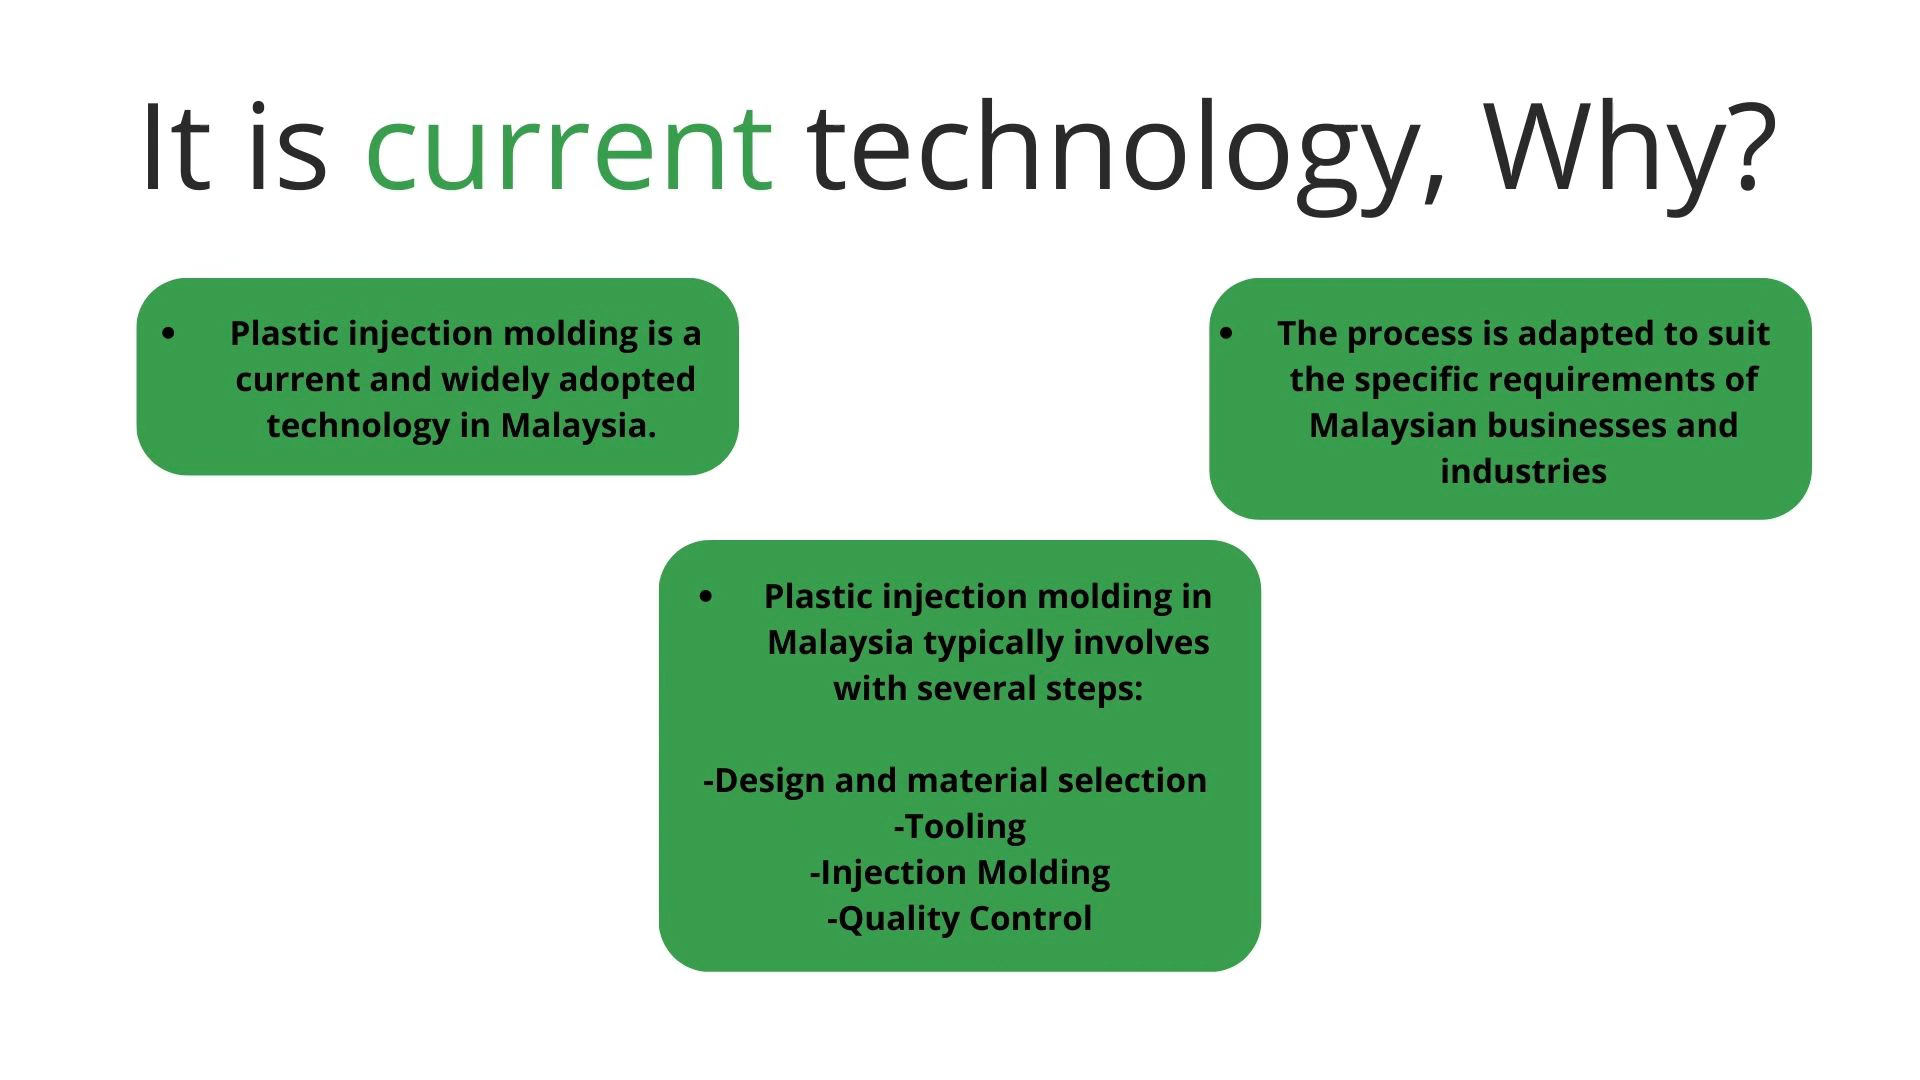 It is current technology, Why?
• Plastic injection molding is a
current and widely adopted
technology in Malaysia.
• The process is adapted to suit
the specific requirements of
Malaysian businesses and
industries
• Plastic injection molding in
Malaysia typically involves
with several steps:
-Design and material selection
-Tooling
-Injection Molding
-Quality Control